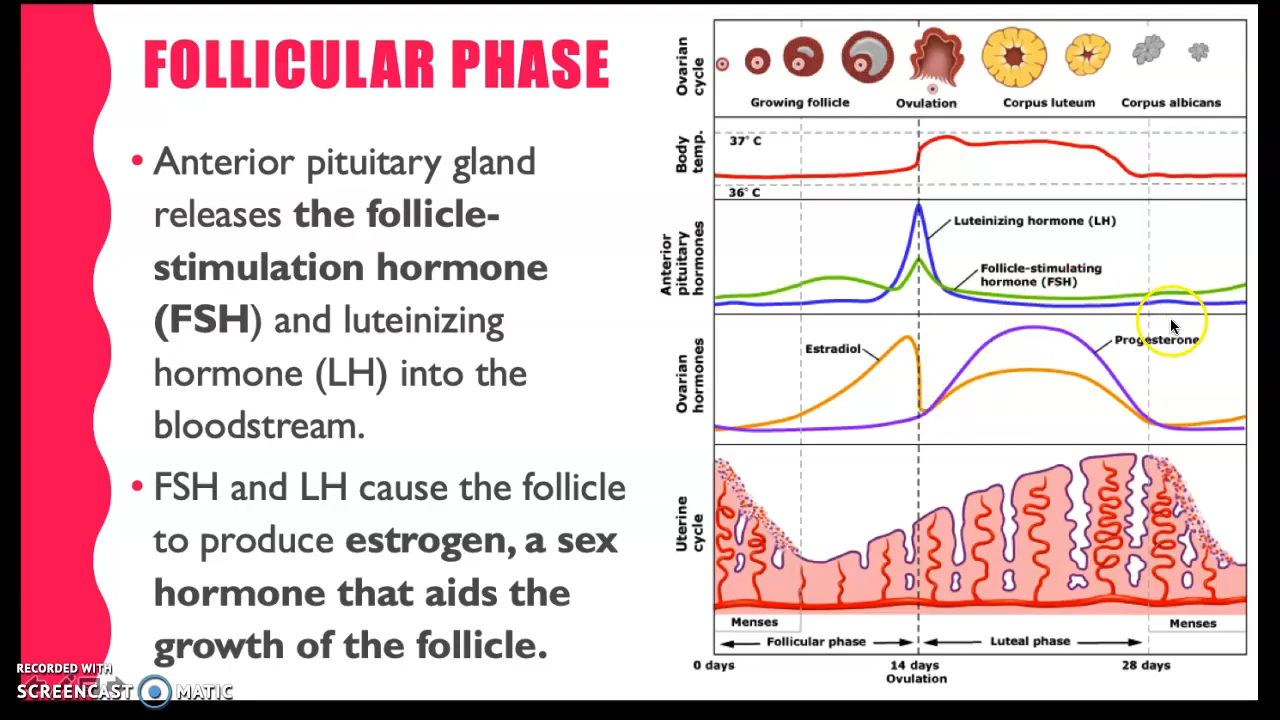 FOLLICULAR PHASE
• Anterior pituitary gland
releases the follicle-
stimulation hormone
(FSH) and luteinizing
hormone (LH) into the
bloodstream.
• FSH and LH cause the follicle
to produce estrogen, a sex
hormone that aids the
growth of the follicle.
Ovarian
cycle
Growing follicle
Ovulation
Corpus luteum
Corpus albicans
Body
temp.
37° C
36° C
Anterior
pituitary
hormones
Luteinizing hormone (LH)
Follicle-stimulating
hormone (FSH)
Ovarian
hormones
Estradiol
Progesterone
Uterine
cycle
Menses
Menses
Follicular phase
Luteal phase
0 days
14 days
Ovulation
28 days
RECORDED WITH
SCREENCAST MATIC